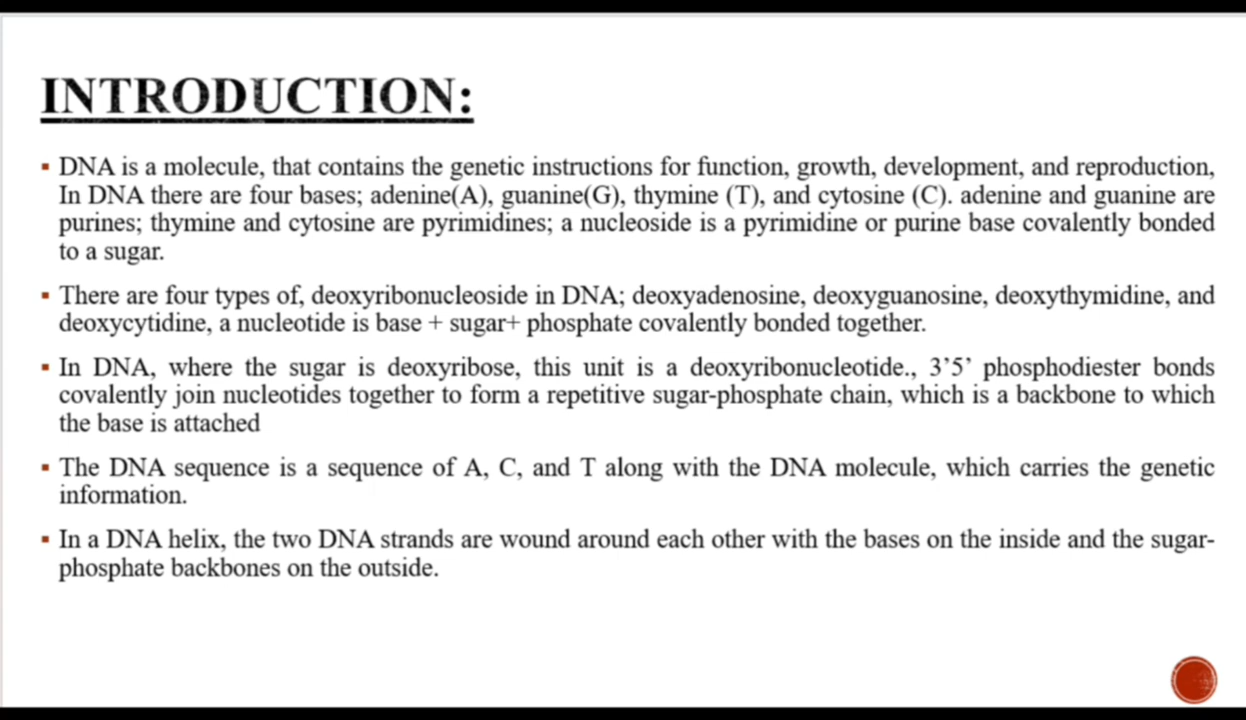 INTRODUCTION:
▪ DNA is a molecule, that contains the genetic instructions for function, growth, development, and reproduction,
In DNA there are four bases; adenine(A), guanine(G), thymine (T), and cytosine (C). adenine and guanine are
purines; thymine and cytosine are pyrimidines; a nucleoside is a pyrimidine or purine base covalently bonded
to a sugar.
▪ There are four types of, deoxyribonucleoside in DNA; deoxyadenosine, deoxyguanosine, deoxythymidine, and
deoxycytidine, a nucleotide is base + sugar+ phosphate covalently bonded together.
▪ In DNA, where the sugar is deoxyribose, this unit is a deoxyribonucleotide., 3’5’ phosphodiester bonds
covalently join nucleotides together to form a repetitive sugar-phosphate chain, which is a backbone to which
the base is attached
▪ The DNA sequence is a sequence of A, C, and T along with the DNA molecule, which carries the genetic
information.
▪ In a DNA helix, the two DNA strands are wound around each other with the bases on the inside and the sugar-
phosphate backbones on the outside.